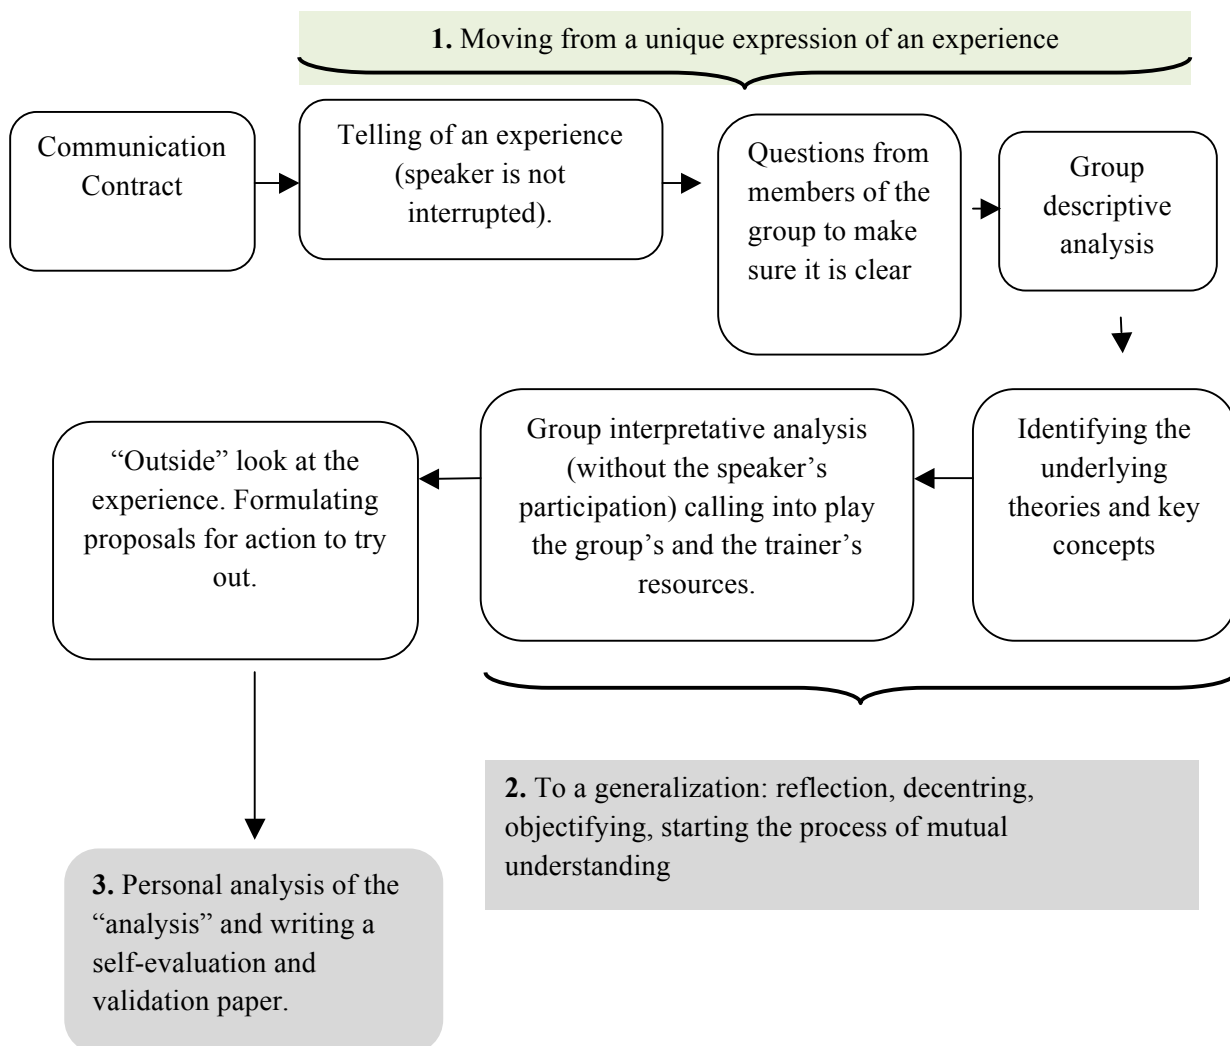 1. Moving from a unique expression of an experience
Communication
Contract
Telling of an experience
(speaker is not
interrupted).
Questions from
members of the
group to make
sure it is clear
Group
descriptive
analysis
Identifying the
underlying
theories and key
concepts
Group interpretative analysis
(without the speaker’s
participation) calling into play
the group’s and the trainer’s
resources.
“Outside” look at the
experience. Formulating
proposals for action to try
out.
2. To a generalization: reflection, decentring,
objectifying, starting the process of mutual
understanding
3. Personal analysis of the
“analysis” and writing a
self-evaluation and
validation paper.